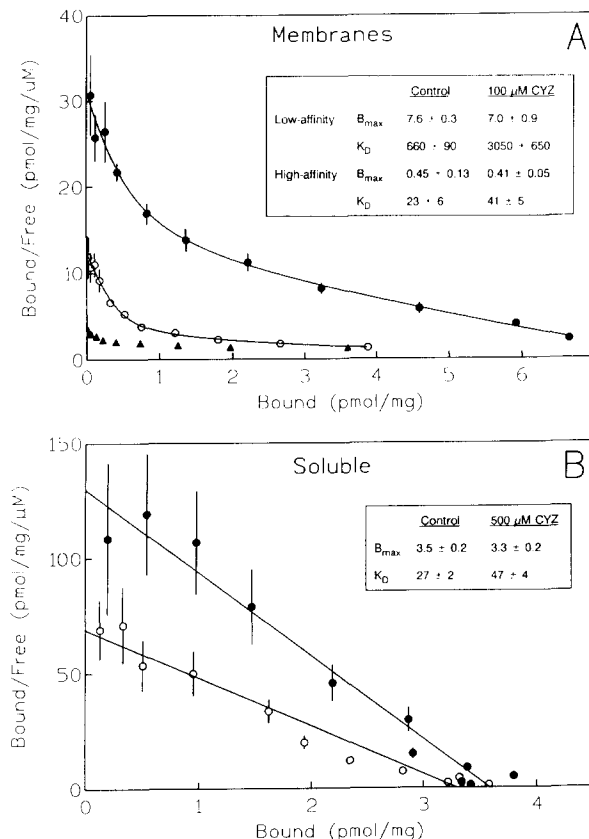 Membranes
A
Control 100 µM CYZ
Low-affinity Bmax 7.6 ± 0.3 7.0 ± 0.9
KD 660 ± 90 3050 ± 650
High-affinity Bmax 0.45 ± 0.13 0.41 ± 0.05
KD 23 ± 6 41 ± 5
40
30
20
10
0
Bound/Free (pmol/mg/uM)
0 1 2 3 4 5 6
Bound (pmol/mg)
Soluble
B
Control 500 µM CYZ
Bmax 3.5 ± 0.2 3.3 ± 0.2
KD 27 ± 2 47 ± 4
150
100
50
0
Bound/Free (pmol/mg/µM)
0 1 2 3 4
Bound (pmol/mg)